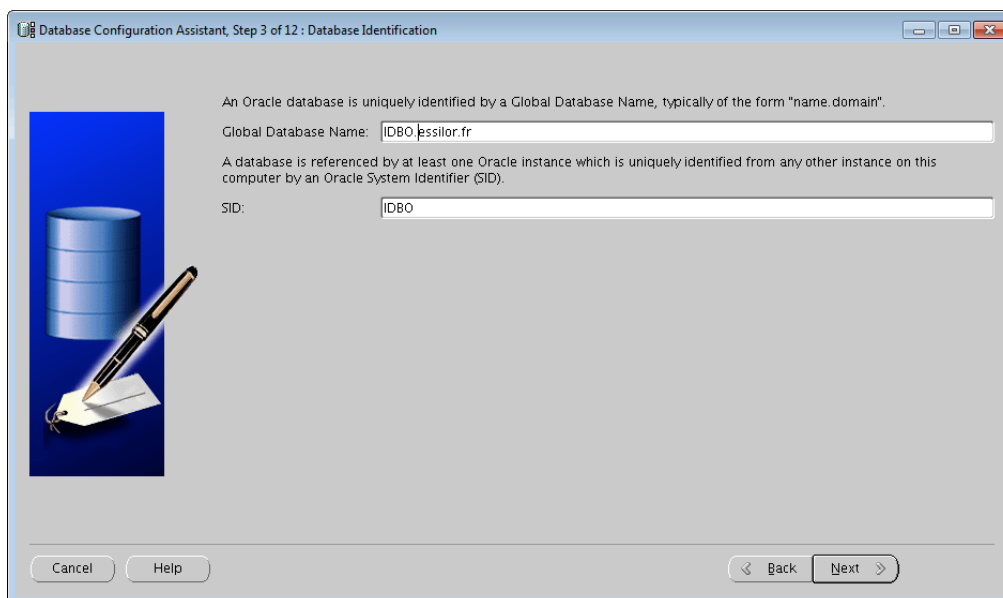 Database Configuration Assistant, Step 3 of 12 : Database Identification
An Oracle database is uniquely identified by a Global Database Name, typically of the form "name.domain".
Global Database Name: IDBO.essilor.fr
A database is referenced by at least one Oracle instance which is uniquely identified from any other instance on this
computer by an Oracle System Identifier (SID).
SID: IDBO
Cancel Help Back Next